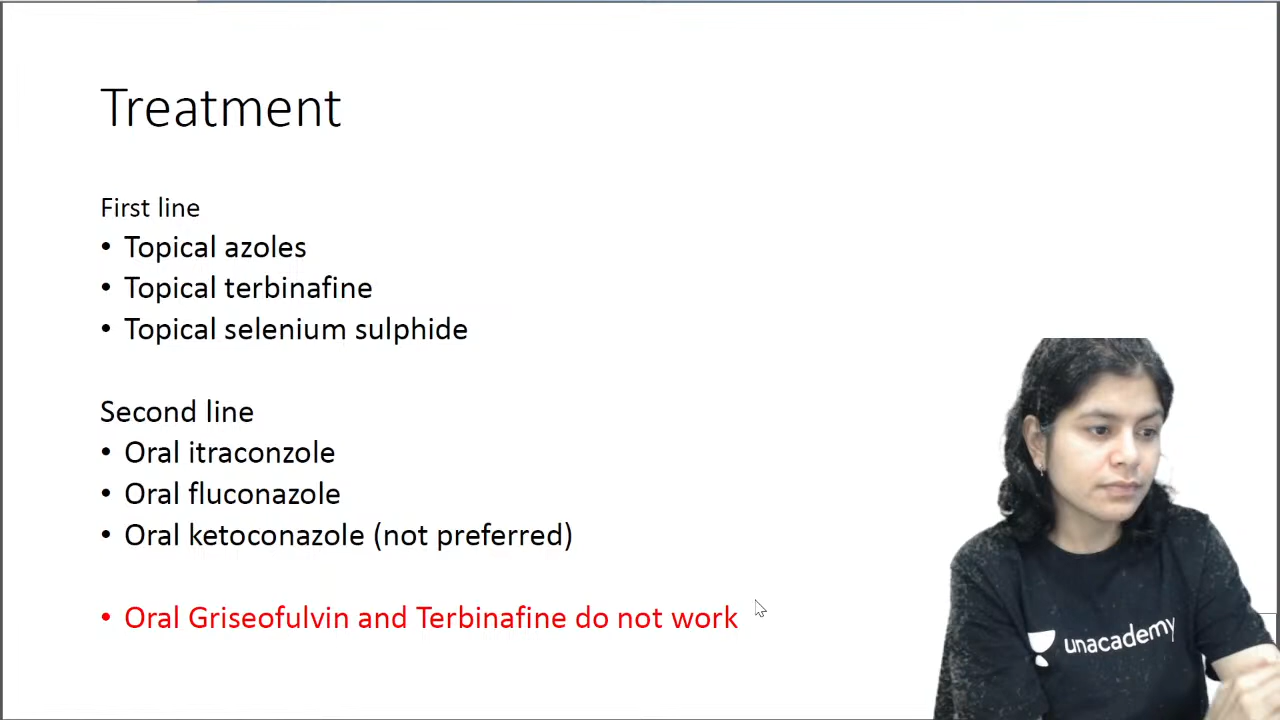 Treatment
First line
• Topical azoles
• Topical terbinafine
• Topical selenium sulphide
Second line
• Oral itraconzole
• Oral fluconazole
• Oral ketoconazole (not preferred)
• Oral Griseofulvin and Terbinafine do not work
unacademy